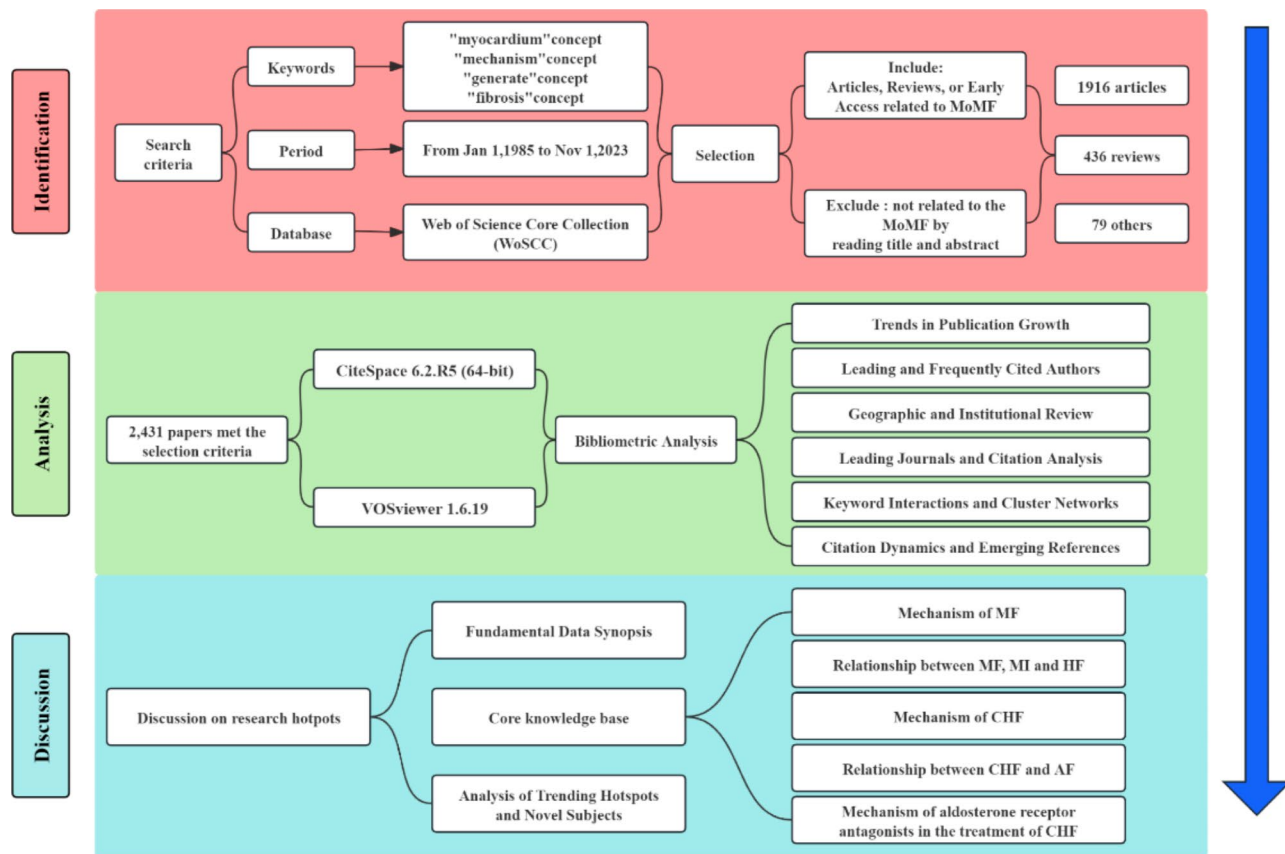 Identification
Search
criteria
Keywords
Period
Database
"myocardium"concept
"mechanism"concept
"generate"concept
"fibrosis"concept
From Jan 1,1985 to Nov 1,2023
Web of Science Core Collection
(WoSCC)
Selection
Include:
Articles, Reviews, or Early
Access related to MoMF
Exclude : not related to the
MoMF by
reading title and abstract
1916 articles
436 reviews
79 others
Analysis
2,431 papers met the
selection criteria
CiteSpace 6.2.R5 (64-bit)
VOSviewer 1.6.19
Bibliometric Analysis
Trends in Publication Growth
Leading and Frequently Cited Authors
Geographic and Institutional Review
Leading Journals and Citation Analysis
Keyword Interactions and Cluster Networks
Citation Dynamics and Emerging References
Discussion
Discussion on research hotpots
Fundamental Data Synopsis
Core knowledge base
Analysis of Trending Hotspots
and Novel Subjects
Mechanism of MF
Relationship between MF, MI and HF
Mechanism of CHF
Relationship between CHF and AF
Mechanism of aldosterone receptor
antagonists in the treatment of CHF